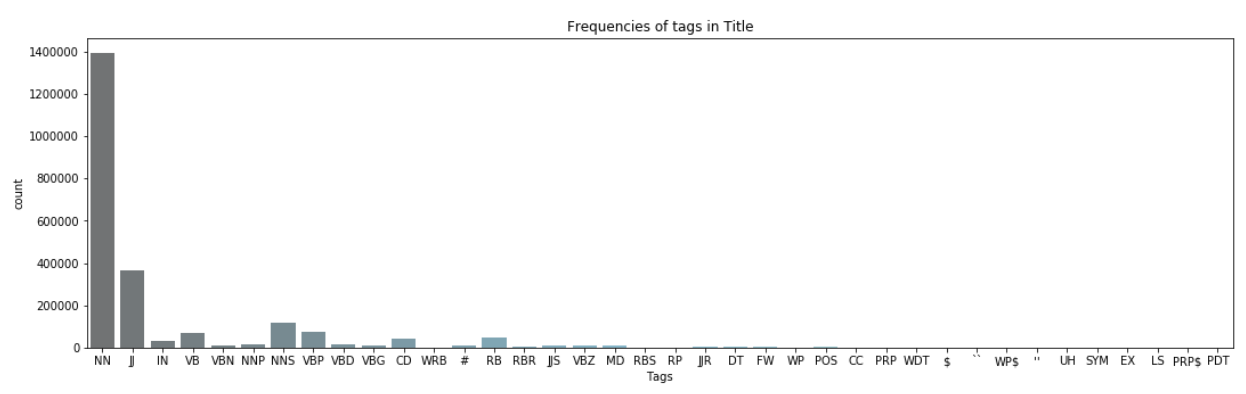 Frequencies of tags in Title
1400000
1200000
1000000
800000
600000
400000
200000
0
count
NN JJ IN VB VBN NNP NNS VBP VBD VBG CD WRB # RB RBR JJS VBZ MD RBS RP JJR DT FW WP POS CC PRP WDT $ `` WP$ '' UH SYM EX LS PRP$ PDT
Tags